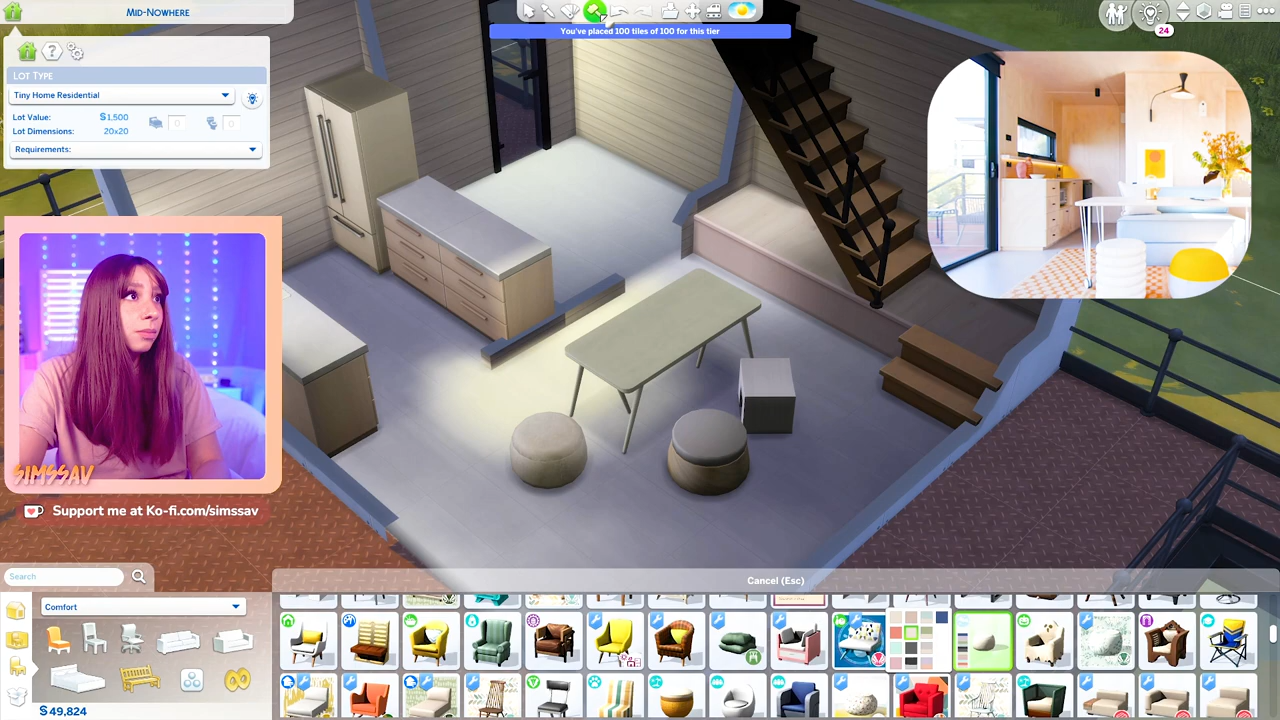 Mid-Nowhere
You've placed 100 tiles of 100 for this tier
24
Lot Type
Tiny Home Residential
Lot Value: §1,500
0
0
Lot Dimensions: 20x20
Requirements:
SIMSSAV
Support me at Ko-fi.com/simssav
Search
Cancel (Esc)
Comfort
§49,824